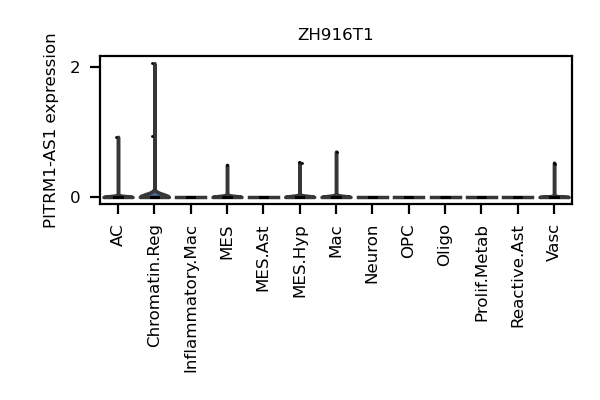 ZH916T1
PITRM1-AS1 expression
2
0
AC
Chromatin.Reg
Inflammatory.Mac
MES
MES.Ast
MES.Hyp
Mac
Neuron
OPC
Oligo
Prolif.Metab
Reactive.Ast
Vasc